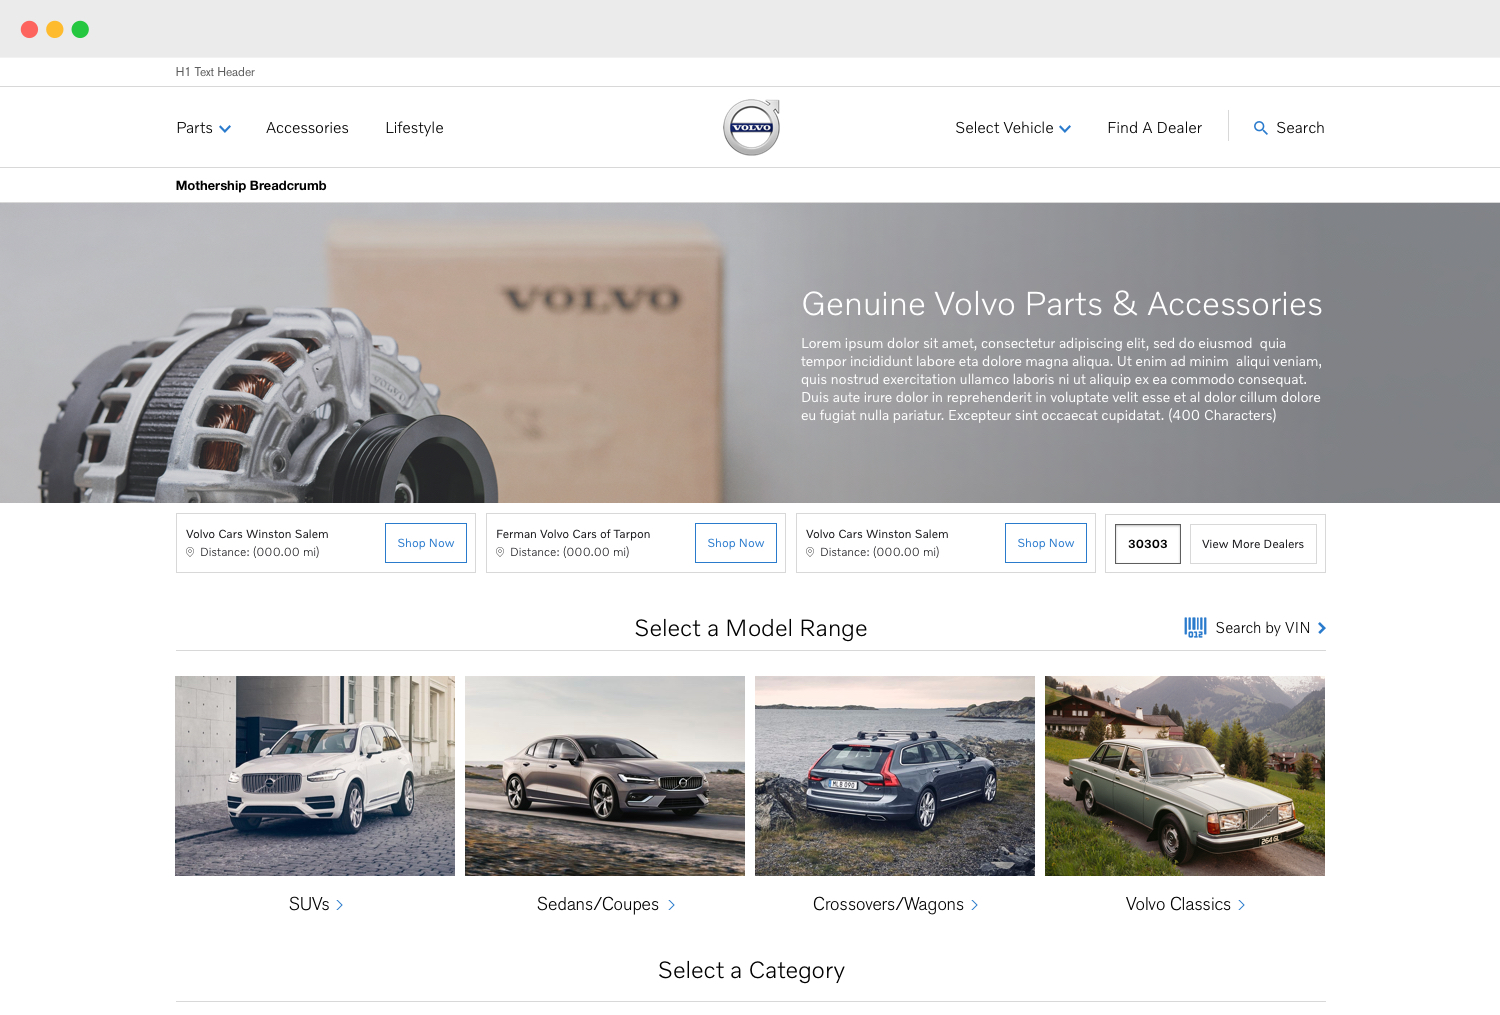 H1 Text Header
Parts
Accessories
Lifestyle
VOLVO
Select Vehicle
Find A Dealer
Search
Mothership Breadcrumb
VOLVO
Genuine Volvo Parts & Accessories
Lorem ipsum dolor sit amet, consectetur adipiscing elit, sed do eiusmod  quia
tempor incididunt labore eta dolore magna aliqua. Ut enim ad minim  aliqui veniam,
quis nostrud exercitation ullamco laboris ni ut aliquip ex ea commodo consequat.
Duis aute irure dolor in reprehenderit in voluptate velit esse et al dolor cillum dolore
eu fugiat nulla pariatur. Excepteur sint occaecat cupidatat. (400 Characters)
Volvo Cars Winston Salem
Distance: (000.00 mi)
Shop Now
Ferman Volvo Cars of Tarpon
Distance: (000.00 mi)
Shop Now
Volvo Cars Winston Salem
Distance: (000.00 mi)
Shop Now
30303
View More Dealers
Select a Model Range
012
Search by VIN
MLB 090
264 GL
SUVs
Sedans/Coupes
Crossovers/Wagons
Volvo Classics
Select a Category